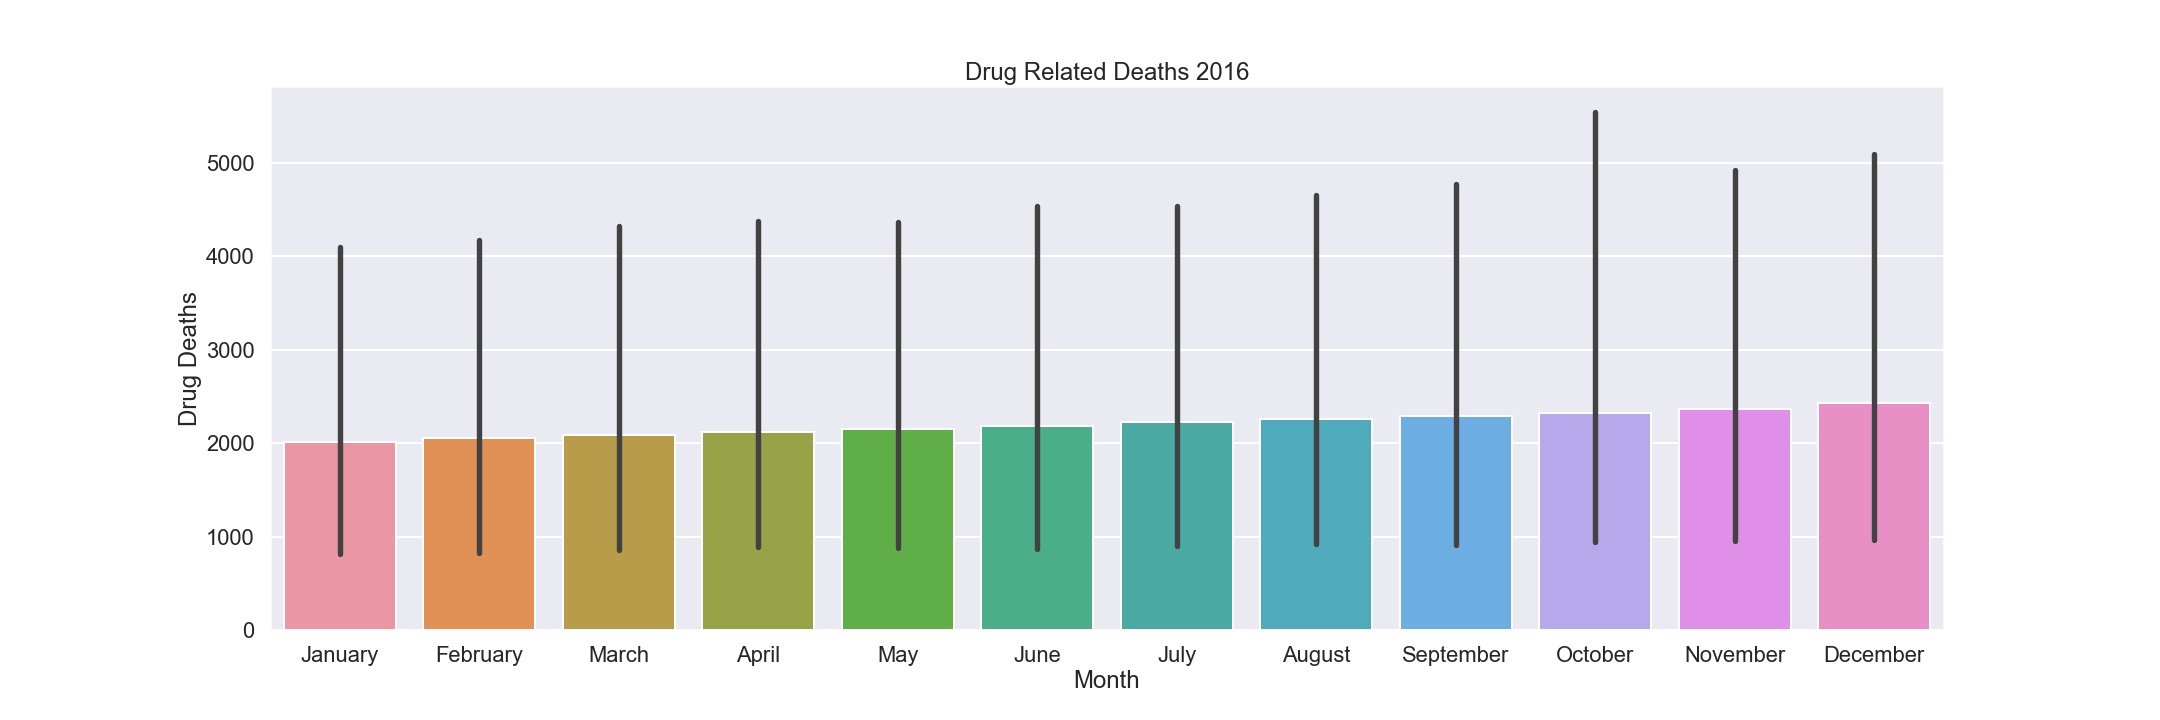 Drug Related Deaths 2016
Drug Deaths
5000
4000
3000
2000
1000
0
January February March April May June July August September October November December
Month